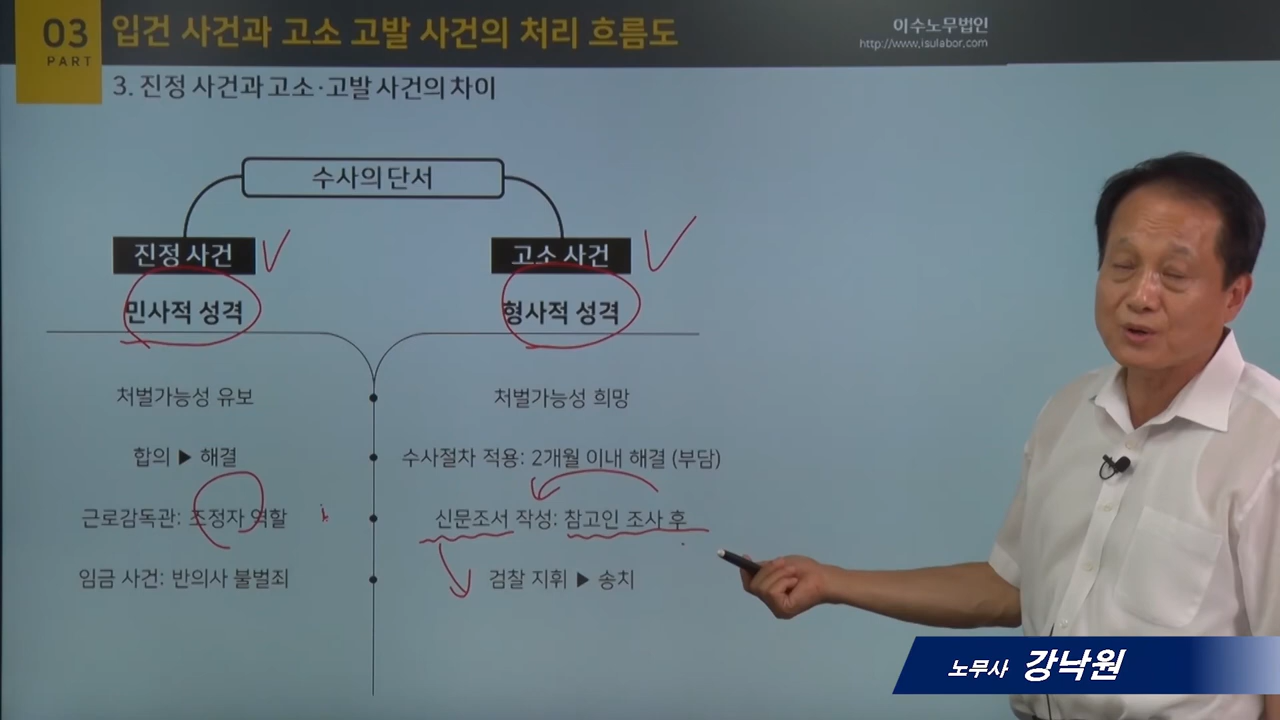 03
PART
입건 사건과 고소 고발 사건의 처리 흐름도
이수노무법인
http://www.isulabor.com
3. 진정 사건과 고소·고발 사건의 차이
수사의 단서
진정 사건
고소 사건
민사적 성격
형사적 성격
처벌가능성 유보
처벌가능성 희망
합의 ▶ 해결
수사절차 적용: 2개월 이내 해결 (부담)
근로감독관: 조정자 역할
신문조서 작성: 참고인 조사 후
임금 사건: 반의사 불벌죄
검찰 지휘 ▶ 송치
노무사 강낙원